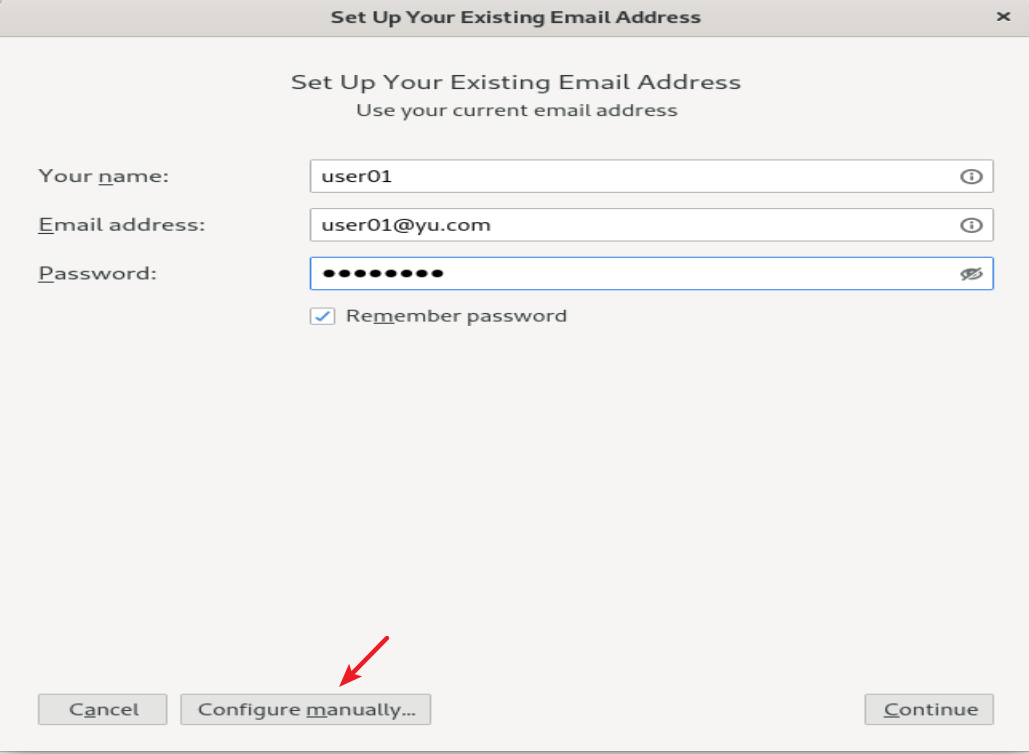 Set Up Your Existing Email Address
Set Up Your Existing Email Address
Use your current email address
Your name: user01
Email address: user01@yu.com
Password: ●●●●●●●●
Remember password
Cancel Configure manually... Continue